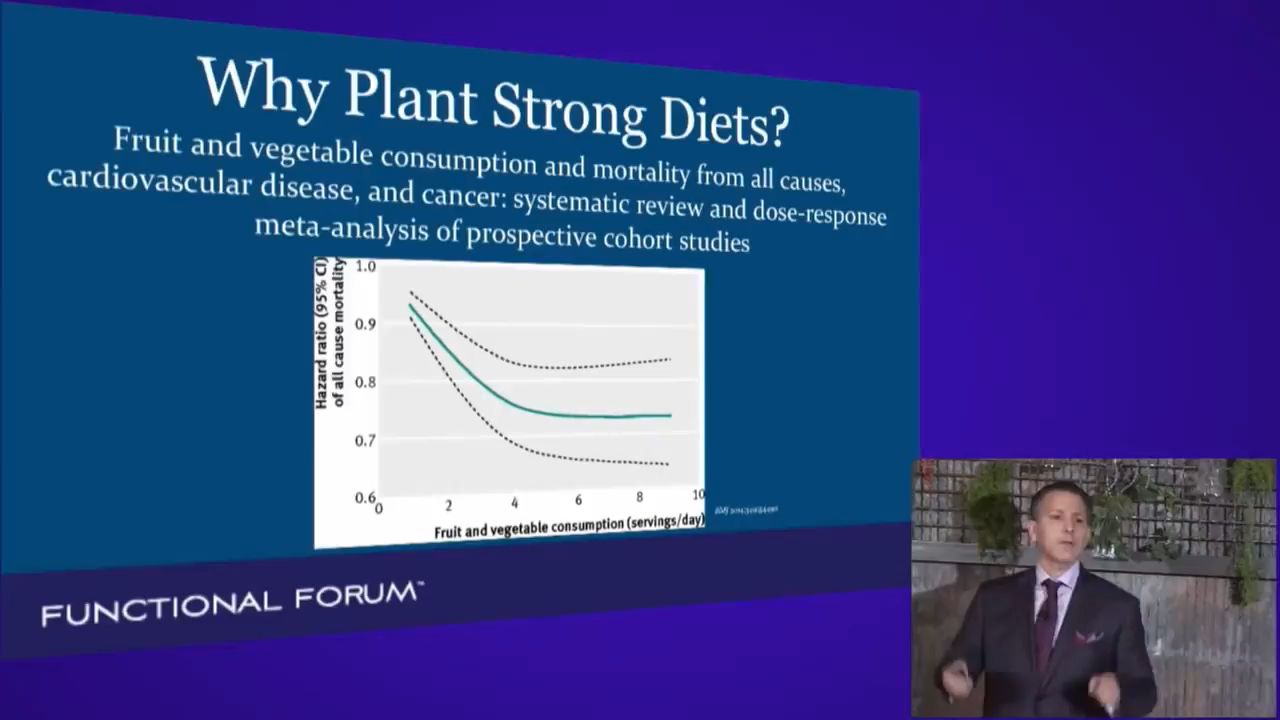 Why Plant Strong Diets?
Fruit and vegetable consumption and mortality from all causes,
cardiovascular disease, and cancer: systematic review and dose-response
meta-analysis of prospective cohort studies
Hazard ratio (95% CI)
of all cause mortality
1.0
0.9
0.8
0.7
0.6
0 2 4 6 8 10
Fruit and vegetable consumption (servings/day)
FUNCTIONAL FORUM™